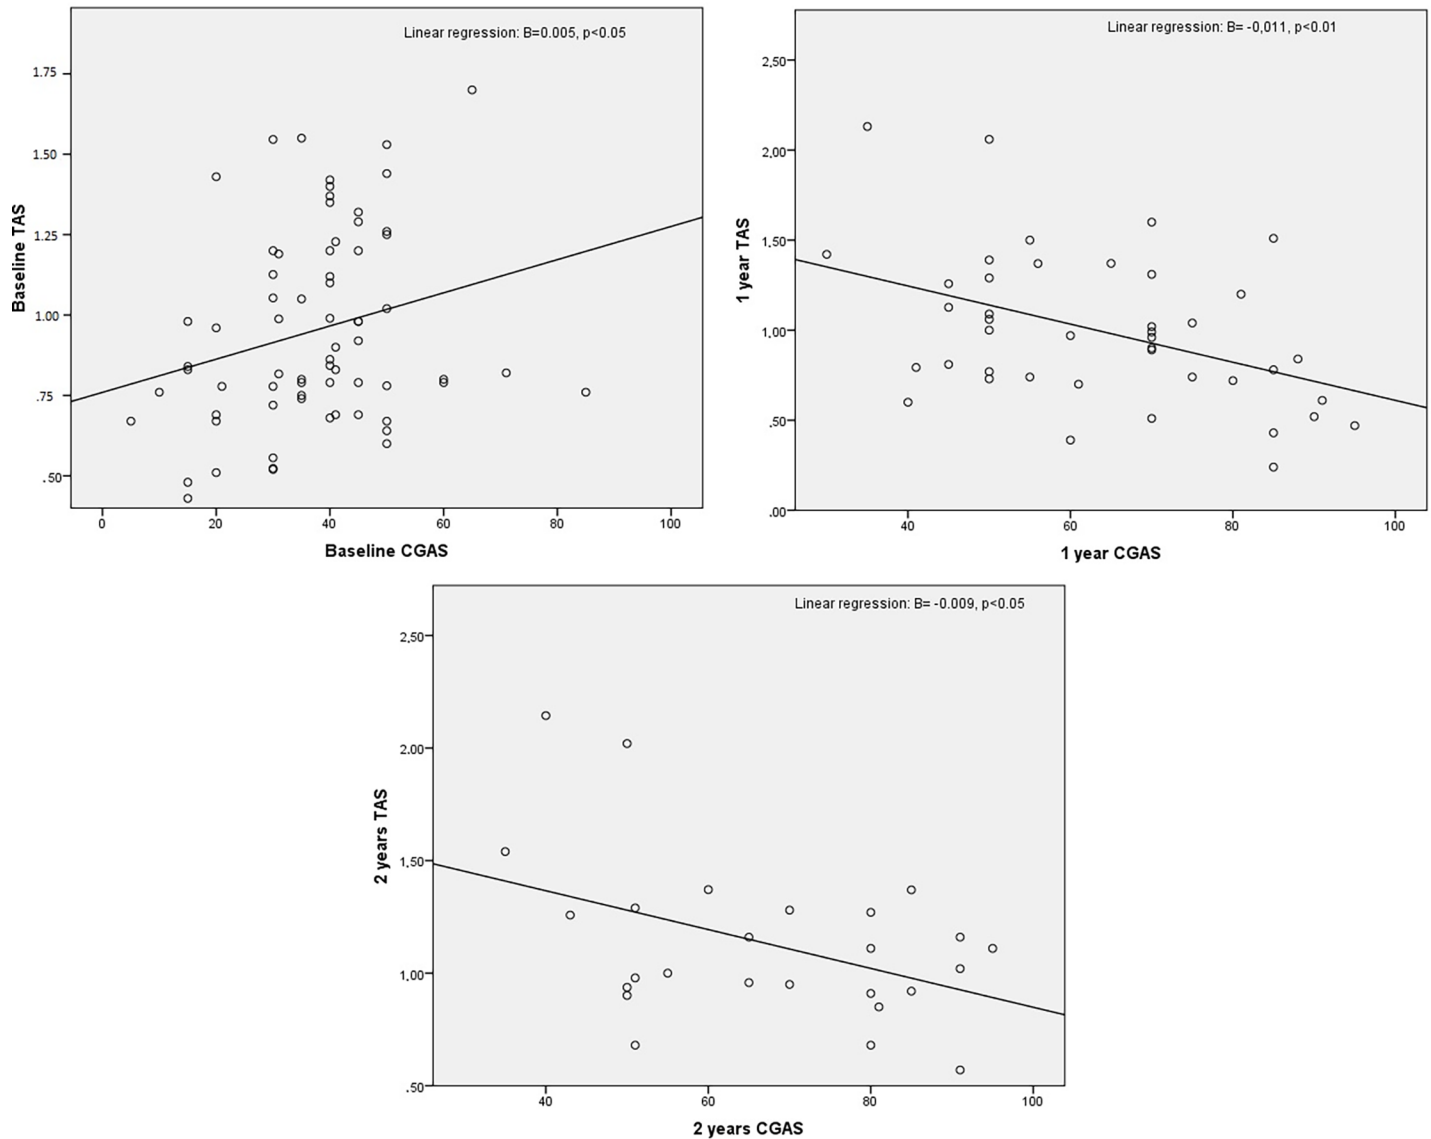 Linear regression: B=0.005, p<0.05
1.75
1.50
1.25
1.00
.75
.50
Baseline TAS
0 20 40 60 80 100
Baseline CGAS
Linear regression: B= -0,011, p<0.01
2,50
2,00
1,50
1,00
,50
,00
1 year TAS
40 60 80 100
1 year CGAS
Linear regression: B= -0.009, p<0.05
2,50
2,00
1,50
1,00
,50
2 years TAS
40 60 80 100
2 years CGAS